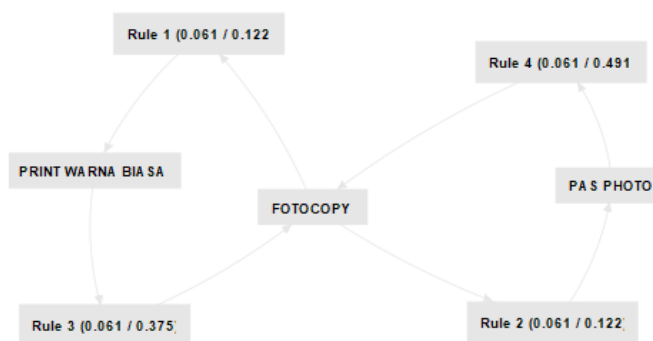 Rule 1 (0.061 / 0.122
Rule 4 (0.061 / 0.491
PRINT WARNA BIASA
PAS PHOTO
FOTOCOPY
Rule 3 (0.061 / 0.375)
Rule 2 (0.061 / 0.122)